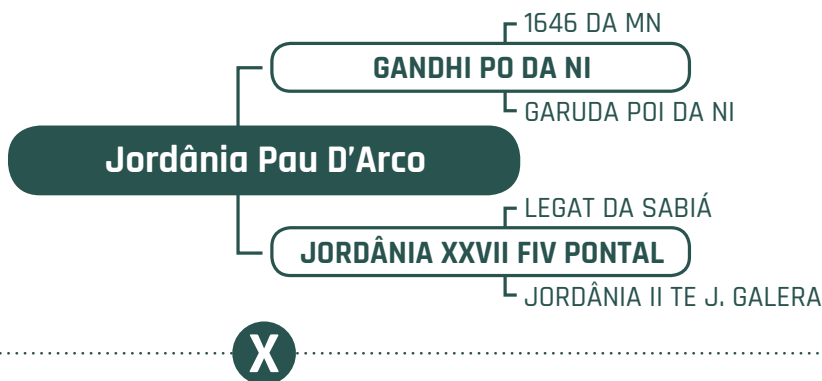 1646 DA MN
GANDHI PO DA NI
GARUDA POI DA NI
Jordânia Pau D'Arco
LEGAT DA SABIÁ
JORDÂNIA XXVII FIV PONTAL
JORDÂNIA II TE J. GALERA
X